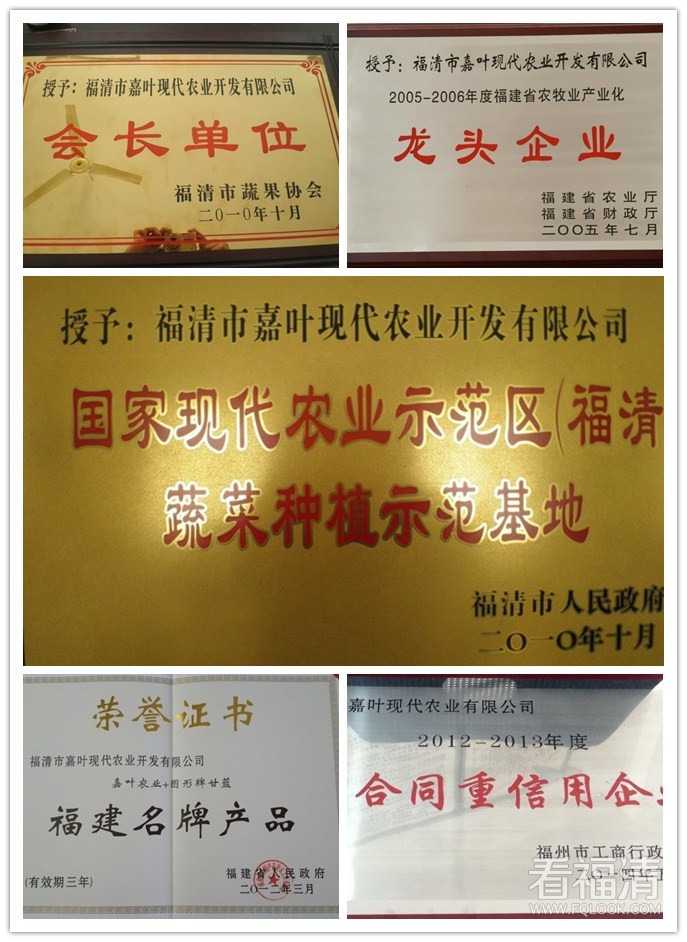 授予：福清市嘉叶现代农业开发有限公司
会长单位
福清市蔬果协会
二〇一〇年十月
授予：福清市嘉叶现代农业开发有限公司
2005-2006年度福建省农牧业产业化
龙头企业
福建省农业厅
福建省财政厅
二〇〇五年七月
授予：福清市嘉叶现代农业开发有限公司
国家现代农业示范区(福清
蔬菜种植示范基地
福清市人民政府
二〇一〇年十月
荣誉证书
福清市嘉叶现代农业开发有限公司
嘉叶农业+图形牌甘蓝
福建名牌产品
福建省人民政府
(有效期三年)
二〇一二年三月
嘉叶现代农业有限公司
2012-2013年度
合同重信用企业
福州市工商行政
二〇一四年
看福清
WWW.FQLOOK.COM